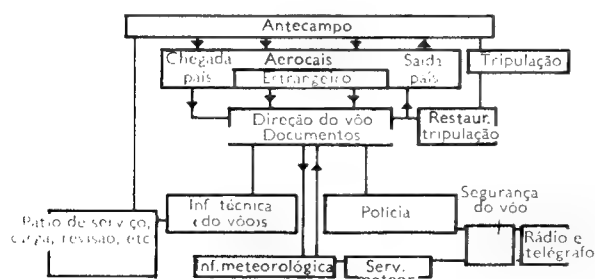 Antecampo
Chegada
país
Aerocais
Estrangeiro
Saída
país
Tripulação
Direção do vôo
Documentos
Restaur.
tripulação
Inf. técnica
(do vôo)s
Polícia
Segurança
do vôo
Pátio de serviço,
carga, revisão, etc
Rádio e
telégrafo
Inf. meteorológica
Serv.